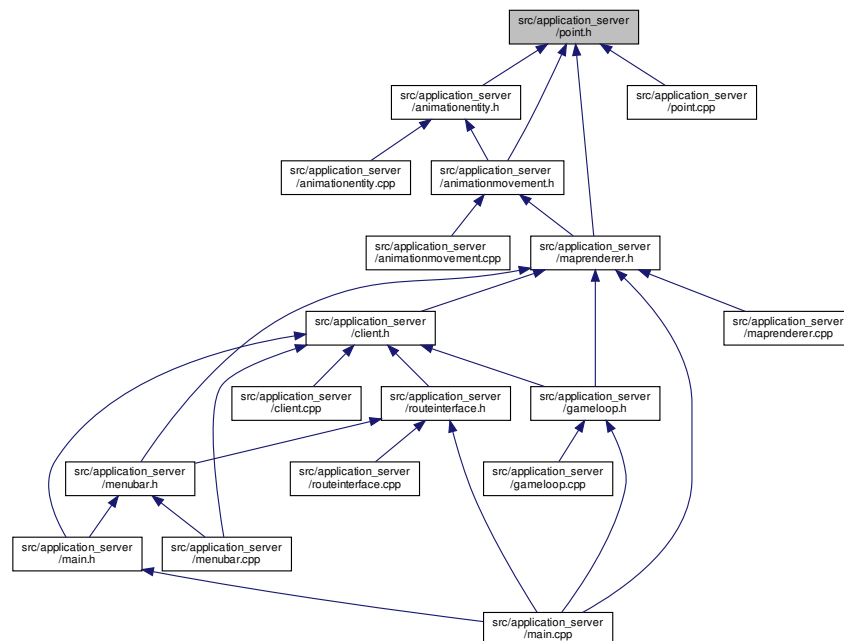 src/application_server
/point.h
src/application_server
/animationentity.h
src/application_server
/point.cpp
src/application_server
/animationentity.cpp
src/application_server
/animationmovement.h
src/application_server
/animationmovement.cpp
src/application_server
/maprenderer.h
src/application_server
/client.h
src/application_server
/maprenderer.cpp
src/application_server
/client.cpp
src/application_server
/routeinterface.h
src/application_server
/gameloop.h
src/application_server
/menubar.h
src/application_server
/routeinterface.cpp
src/application_server
/gameloop.cpp
src/application_server
/main.h
src/application_server
/menubar.cpp
src/application_server
/main.cpp